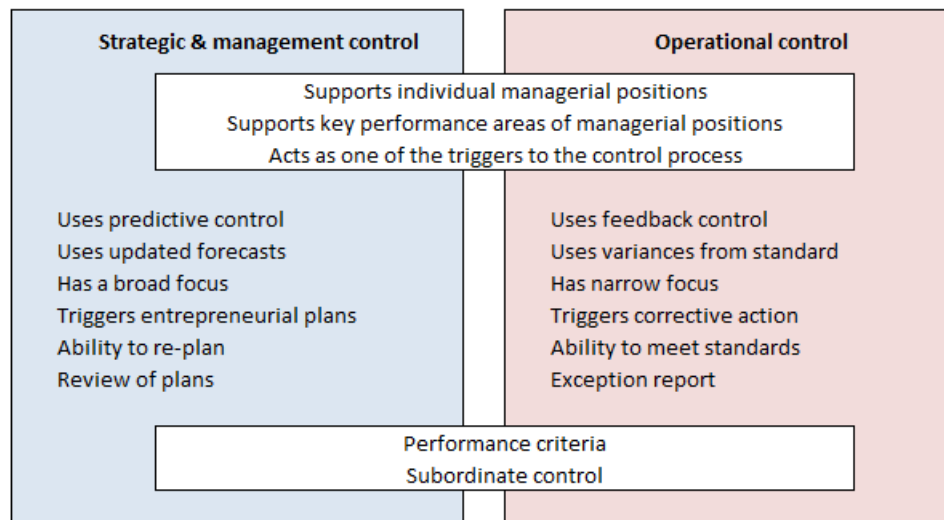 Strategic & management control
Operational control
Supports individual managerial positions
Supports key performance areas of managerial positions
Acts as one of the triggers to the control process
Uses predictive control
Uses updated forecasts
Has a broad focus
Triggers entrepreneurial plans
Ability to re-plan
Review of plans
Uses feedback control
Uses variances from standard
Has narrow focus
Triggers corrective action
Ability to meet standards
Exception report
Performance criteria
Subordinate control